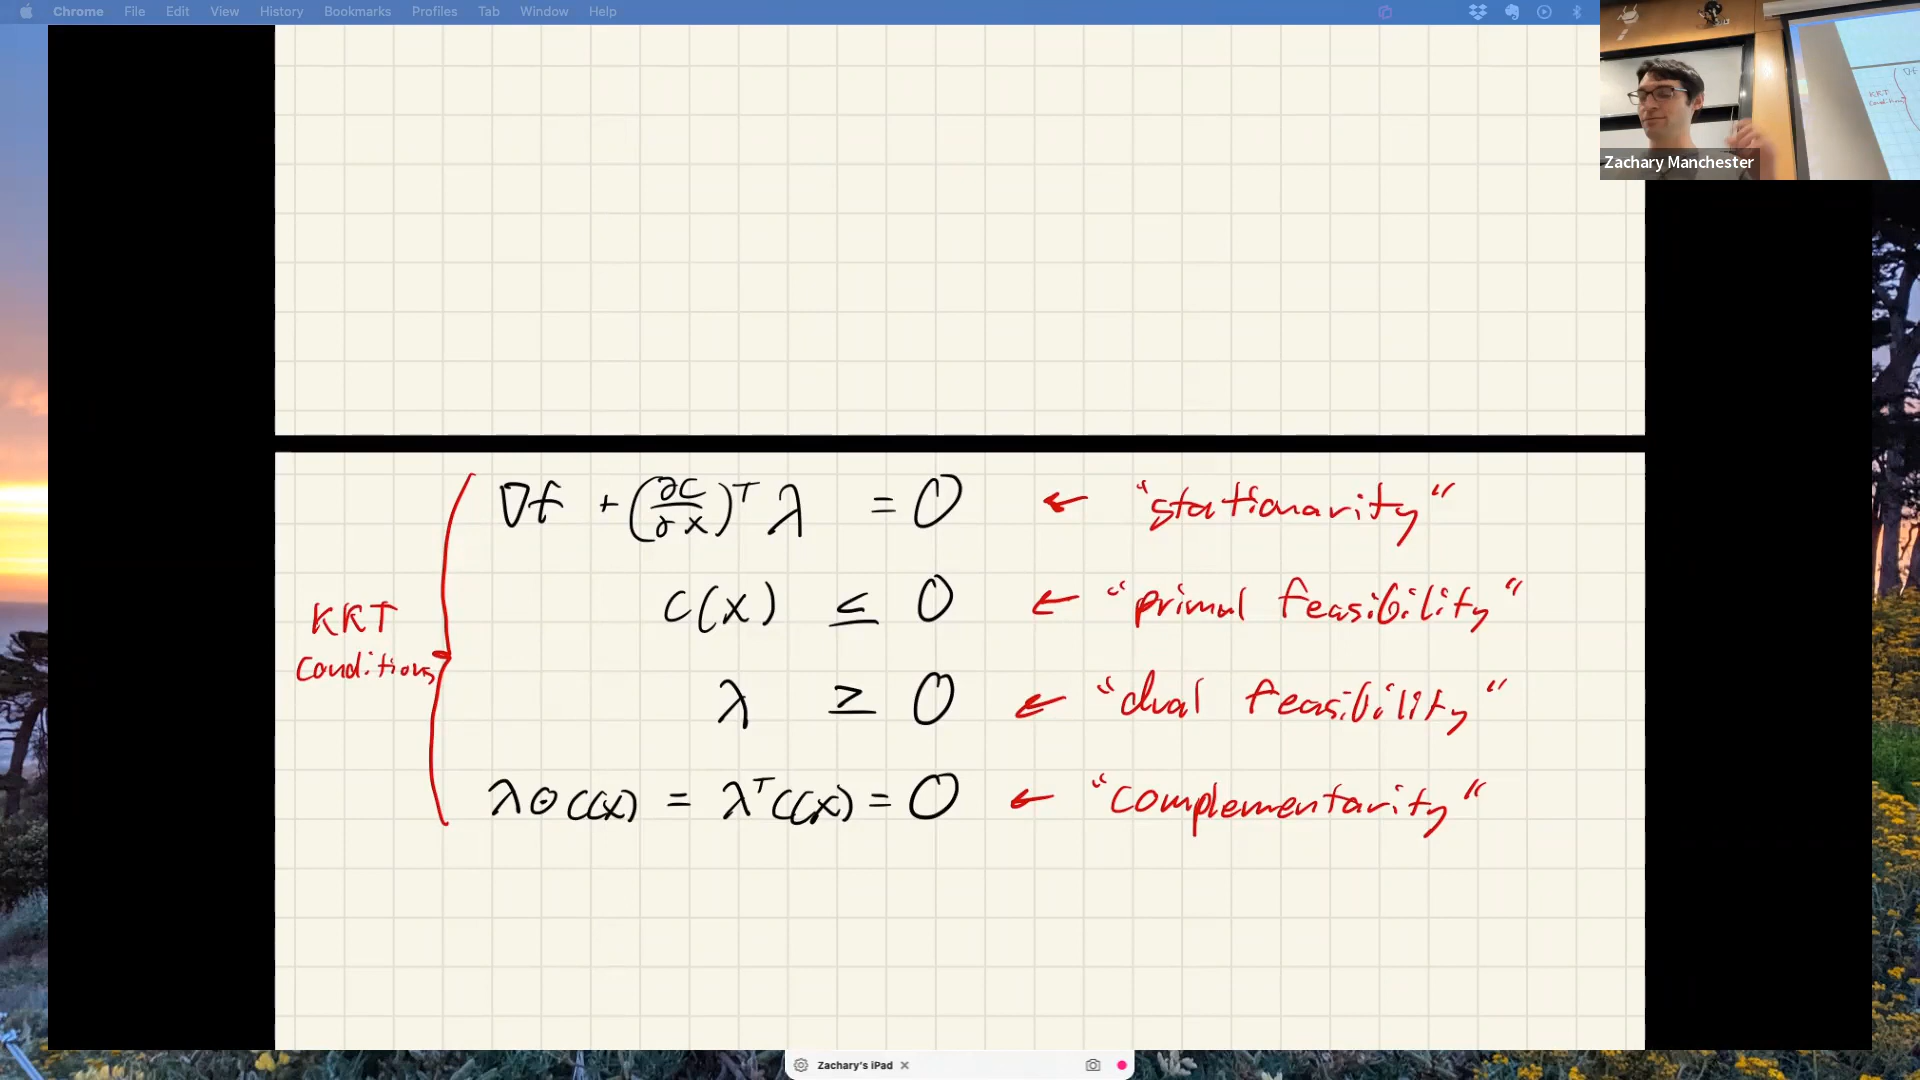 Chrome File Edit View History Bookmarks Profiles Tab Window Help
Zachary Manchester
∇f + (∂c/∂x)ᵀ λ = 0 ← "stationarity"
c(x) ≤ 0 ← "primal feasibility"
KKT
Conditions
λ ≥ 0 ← "dual feasibility"
λ⊙c(x) = λᵀc(x) = 0 ← "complementarity"
Zachary's iPad